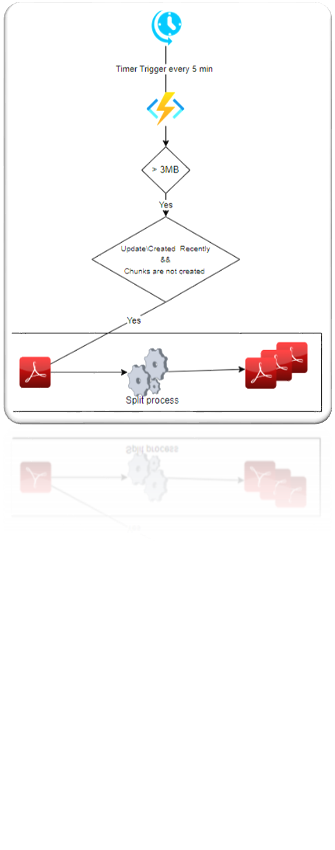 Timer Trigger every 5 min
> 3MB
Yes
Update\Created Recently
&&
Chunks are not created
Yes
Split process